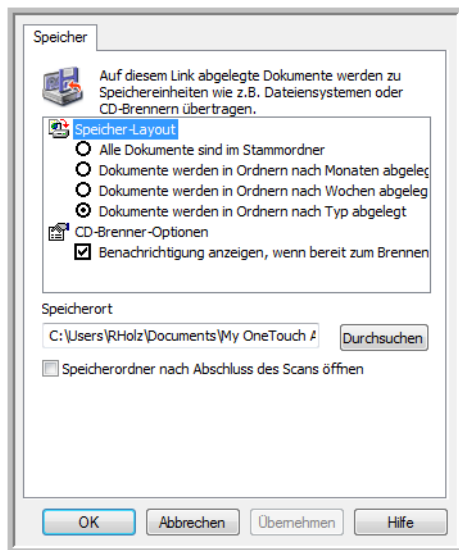 Speicher
Auf diesem Link abgelegte Dokumente werden zu
Speichereinheiten wie z.B. Dateiensystemen oder
CD-Brennern übertragen.
Speicher-Layout
Alle Dokumente sind im Stammordner
Dokumente werden in Ordnern nach Monaten abgeleg
Dokumente werden in Ordnern nach Wochen abgeleg
Dokumente werden in Ordnern nach Typ abgelegt
CD-Brenner-Optionen
Benachrichtigung anzeigen, wenn bereit zum Brennen
Speicherort
C:\Users\RHolz\Documents\My OneTouch A
Durchsuchen
Speicherordner nach Abschluss des Scans öffnen
OK Abbrechen Übernehmen Hilfe